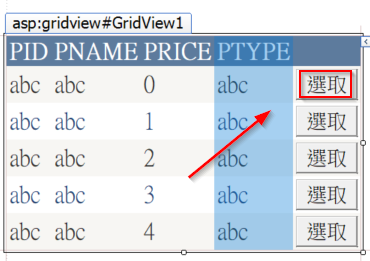 asp:gridview#GridView1
PID PNAME PRICE PTYPE
abc abc 0 abc 選取
abc abc 1 abc 選取
abc abc 2 abc 選取
abc abc 3 abc 選取
abc abc 4 abc 選取